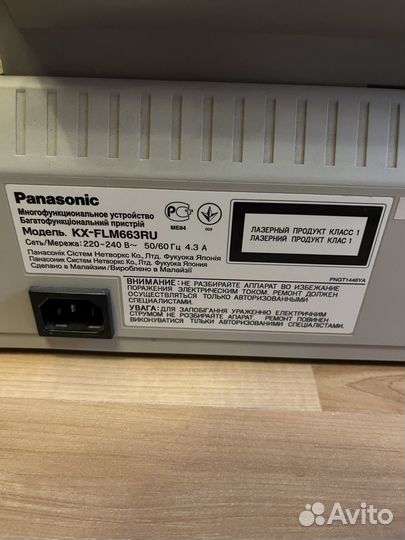 Panasonic
Многофункциональное устройство
Багатофункціональний пристрій
Модель. KX-FLM663RU
Сеть/Мережа: 220-240 В~ 50/60 Гц 4.3 A
Панасонік Сістем Нетворкс Ко., Лтд. Фукуока Японія
Панасоник Систем Нетворкс Ко., Лтд. Фукуока Япония
Сделано в Малайзии/Вироблено в Малайзії
ME84
003
ЛАЗЕРНЫЙ ПРОДУКТ КЛАСС 1
ЛАЗЕРНИЙ ПРОДУКТ КЛАС 1
PNGT1446YA
ВНИМАНИЕ: НЕ РАЗБИРАЙТЕ АППАРАТ ВО ИЗБЕЖАНИЕ
ПОРАЖЕНИЯ ЭЛЕКТРИЧЕСКИМ ТОКОМ. РЕМОНТ ДОЛЖЕН
ОСУЩЕСТВЛЯТЬСЯ ТОЛЬКО АВТОРИЗОВАННЫМИ
СПЕЦИАЛИСТАМИ.
УВАГА: ДЛЯ ЗАПОБІГАННЯ УРАЖЕННЮ ЕЛЕКТРИЧНИМ
СТРУМОМ НЕ РОЗБИРАЙТЕ АПАРАТ. РЕМОНТ ПОВИНЕН
ВИКОНУВАТИСЯ ТІЛЬКИ АВТОРИЗОВАНИМИ СПЕЦІАЛІСТАМИ.
Avito